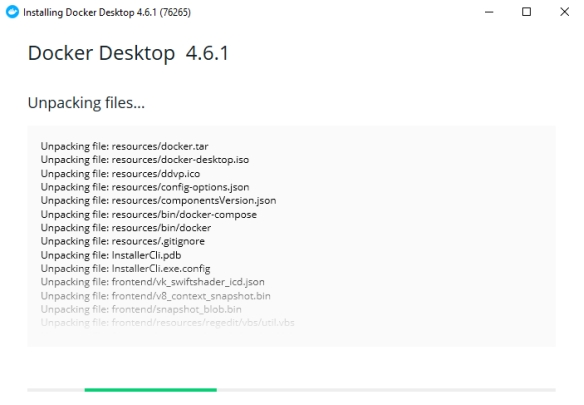 Installing Docker Desktop 4.6.1 (76265)
Docker Desktop 4.6.1
Unpacking files...
Unpacking file: resources/docker.tar
Unpacking file: resources/docker-desktop.iso
Unpacking file: resources/ddvp.ico
Unpacking file: resources/config-options.json
Unpacking file: resources/componentsVersion.json
Unpacking file: resources/bin/docker-compose
Unpacking file: resources/bin/docker
Unpacking file: resources/.gitignore
Unpacking file: InstallerCli.pdb
Unpacking file: InstallerCli.exe.config
Unpacking file: frontend/vk_swiftshader_icd.json
Unpacking file: frontend/v8_context_snapshot.bin
Unpacking file: frontend/snapshot_blob.bin
Unpacking file: frontend/resources/regedit/vbs/util.vbs